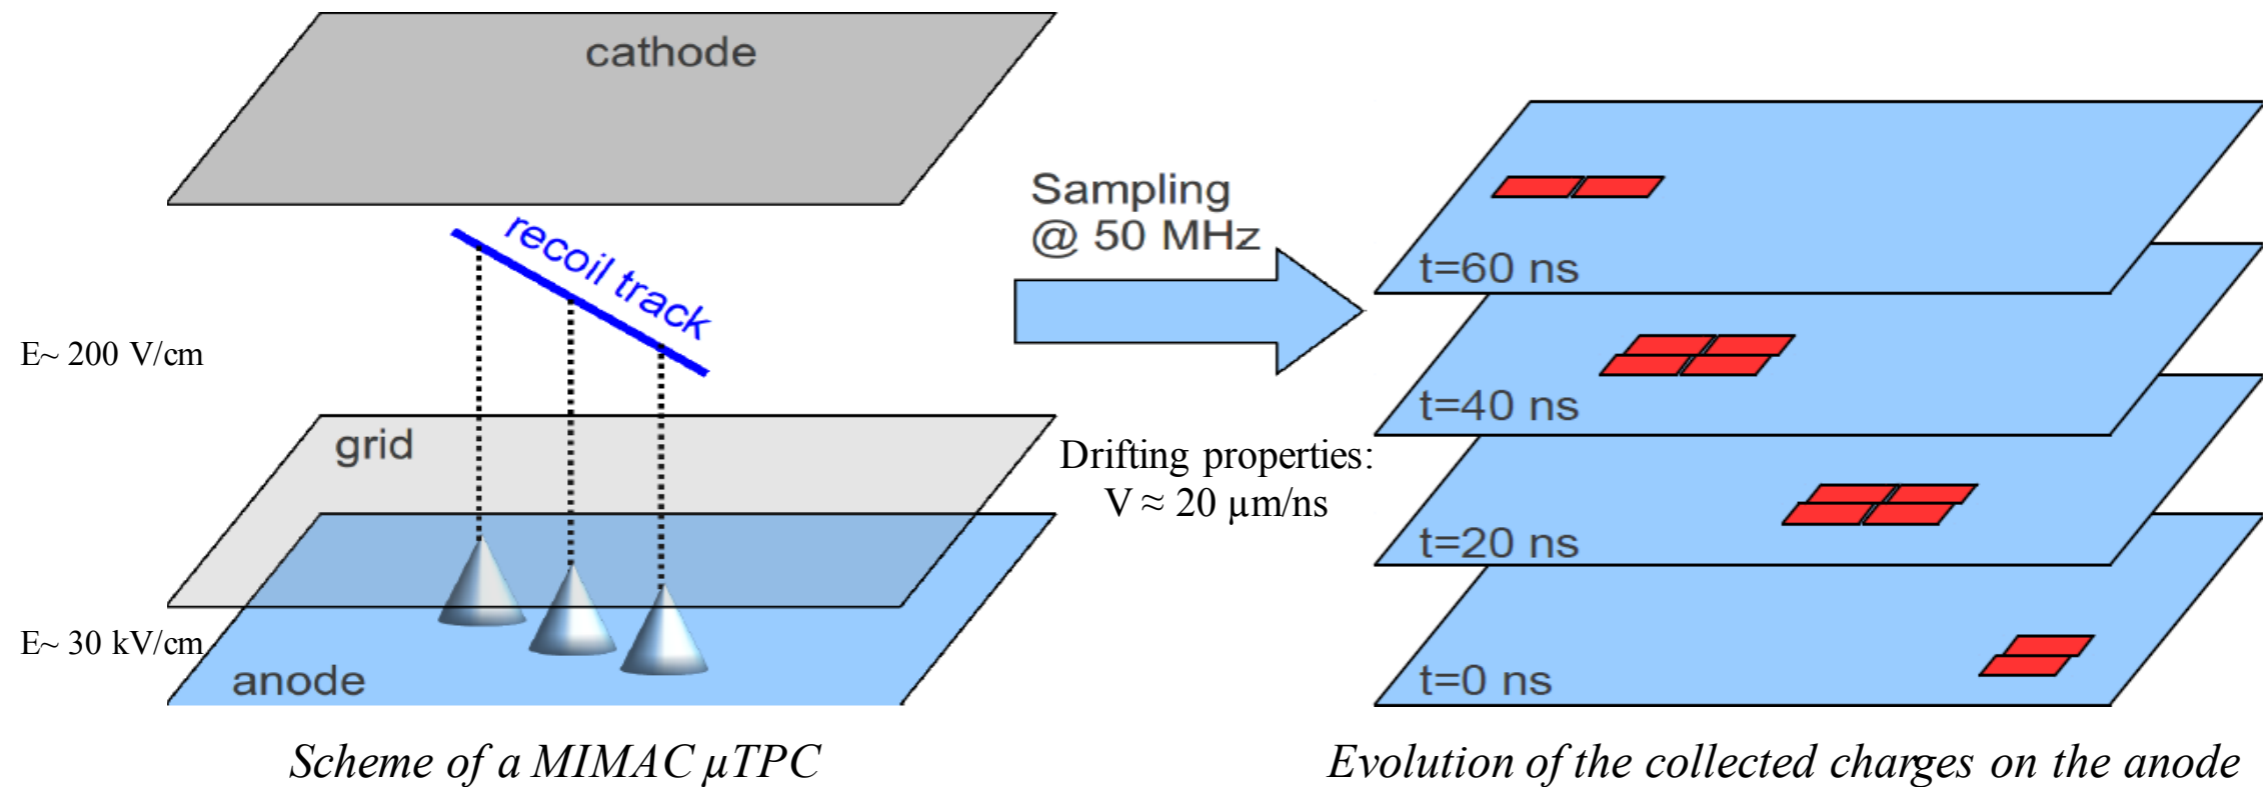 cathode
recoil track
E~ 200 V/cm
grid
E~ 30 kV/cm
anode
Scheme of a MIMAC µTPC
Sampling
@ 50 MHz
Drifting properties:
V ≈ 20 µm/ns
t=60 ns
t=40 ns
t=20 ns
t=0 ns
Evolution of the collected charges on the anode